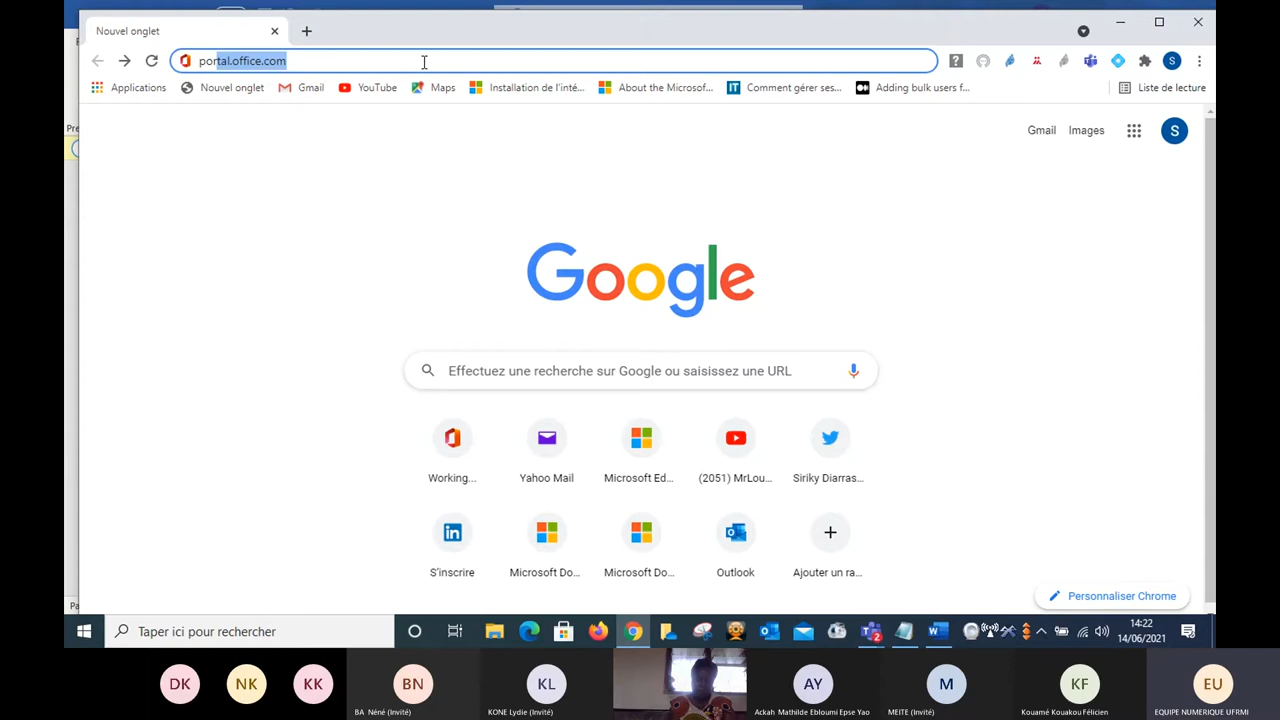 Nouvel onglet
portal.office.com
Applications Nouvel onglet Gmail YouTube Maps Installation de l'inté... About the Microsof... Comment gérer ses... Adding bulk users f... Liste de lecture
Gmail Images S
Google
Effectuez une recherche sur Google ou saisissez une URL
Working... Yahoo Mail Microsoft Ed... (2051) MrLou... Siriky Diarras...
S'inscrire Microsoft Do... Microsoft Do... Outlook Ajouter un ra...
Personnaliser Chrome
Taper ici pour rechercher
14:22
14/06/2021
DK NK KK BN KL AY M KF EU
BA Néné (Invité) KONE Lydie (Invité) Ackah Mathilde Ebloumi Epse Yao MEITE (Invité) Kouamé Kouakou Félicien EQUIPE NUMERIQUE UFRMI